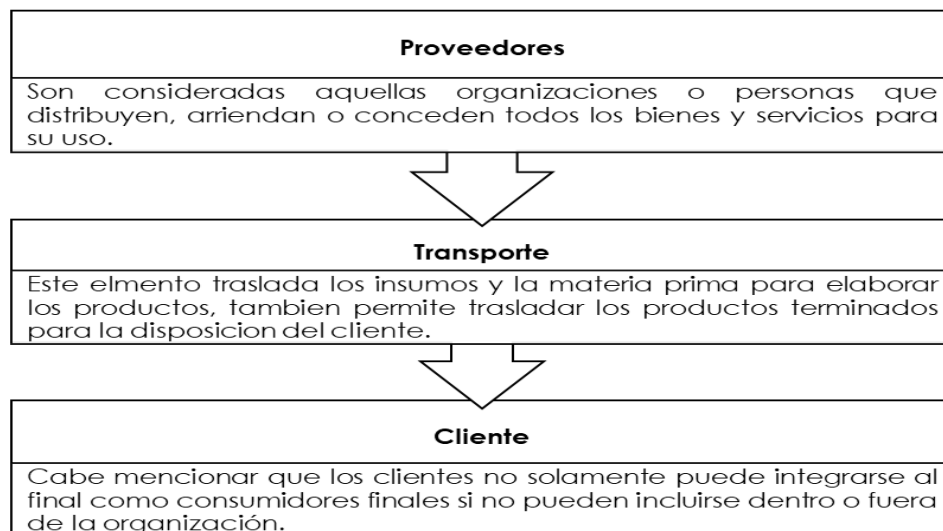 Proveedores
Son consideradas aquellas organizaciones o personas que
distribuyen, arriendan o conceden todos los bienes y servicios para
su uso.
Transporte
Este elmento traslada los insumos y la materia prima para elaborar
los productos, tambien permite trasladar los productos terminados
para la disposicion del cliente.
Cliente
Cabe mencionar que los clientes no solamente puede integrarse al
final como consumidores finales si no pueden incluirse dentro o fuera
de la organización.